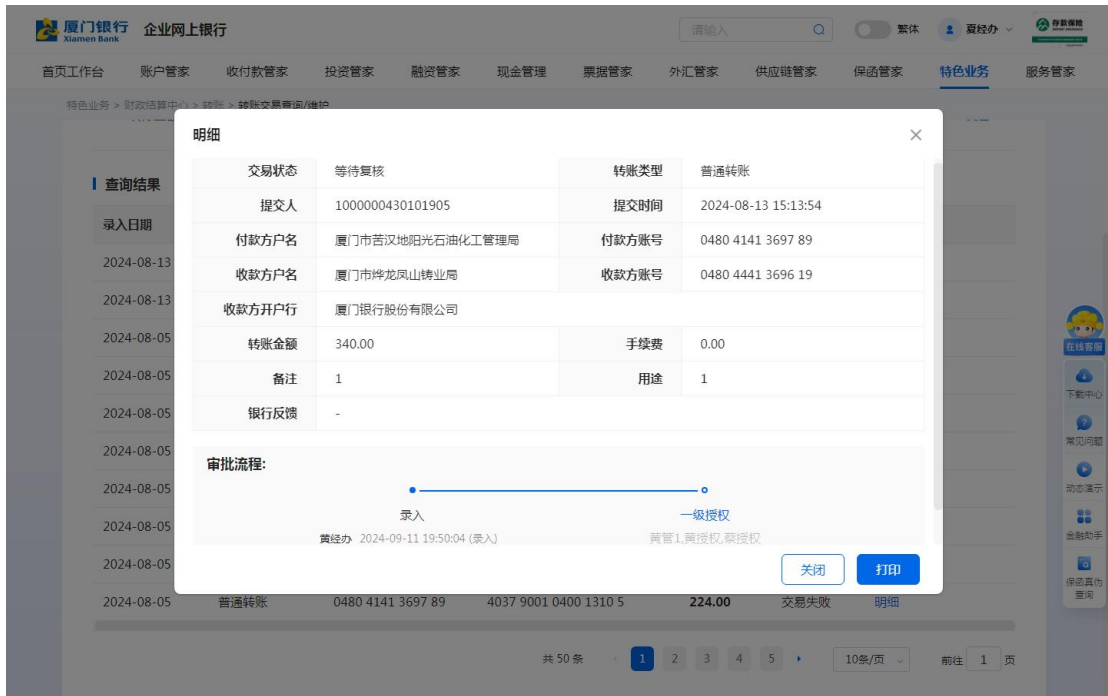 厦门银行 企业网上银行 请输入 繁体 夏经办 存款保险
Xiamen Bank
首页工作台 账户管家 收付款管家 投资管家 融资管家 现金管理 票据管家 外汇管家 供应链管家 保函管家 特色业务 服务管家
特色业务 > 财政结算中心 > 转账 > 转账交易查询/维护
明细
交易状态 等待复核 转账类型 普通转账
查询结果
提交人 1000000430101905 提交时间 2024-08-13 15:13:54
录入日期
付款方户名 厦门市苦汉地阳光石油化工管理局 付款方账号 0480 4141 3697 89
2024-08-13
收款方户名 厦门市烨龙凤山铸业局 收款方账号 0480 4441 3696 19
2024-08-13
收款方开户行 厦门银行股份有限公司
2024-08-05
转账金额 340.00 手续费 0.00
在线客服
2024-08-05
备注 1 用途 1
下载中心
2024-08-05
银行反馈 -
常见问题
2024-08-05
审批流程:
2024-08-05
动态演示
录入 一级授权
2024-08-05
金融助手
黄经办 2024-09-11 19:50:04 (录入) 黄管1,黄授权,蔡授权
2024-08-05
关闭 打印
保函真伪
查询
2024-08-05 普通转账 0480 4141 3697 89 4037 9001 0400 1310 5 224.00 交易失败 明细
共 50 条 1 2 3 4 5 10条/页 前往 1 页